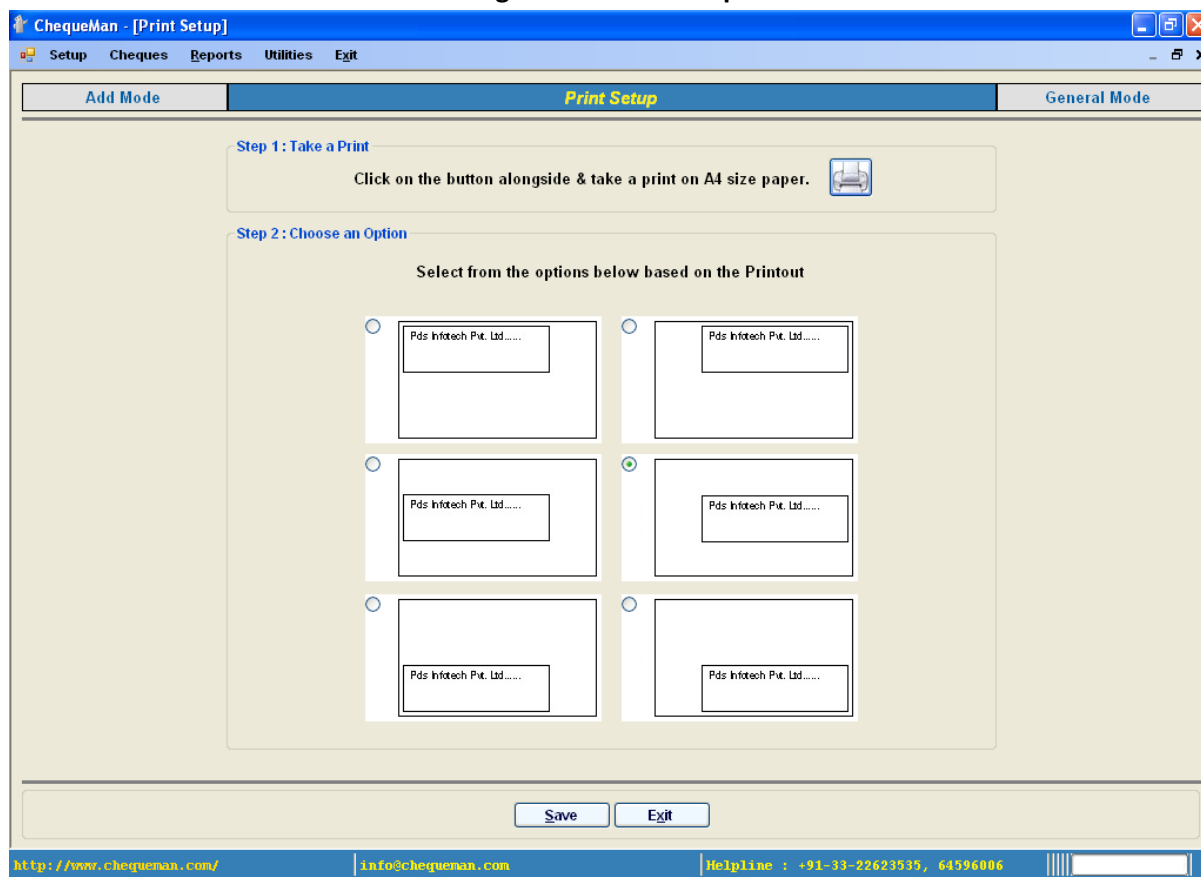 ChequeMan - [Print Setup]
Setup Cheques Reports Utilities Exit
Add Mode Print Setup General Mode
Step 1 : Take a Print
Click on the button alongside & take a print on A4 size paper.
Step 2 : Choose an Option
Select from the options below based on the Printout
Pds Infotech Pvt. Ltd...... Pds Infotech Pvt. Ltd......
Pds Infotech Pvt. Ltd...... Pds Infotech Pvt. Ltd......
Pds Infotech Pvt. Ltd...... Pds Infotech Pvt. Ltd......
Save Exit
http://www.chequeman.com/ info@chequeman.com Helpline : +91-33-22623535, 64596006